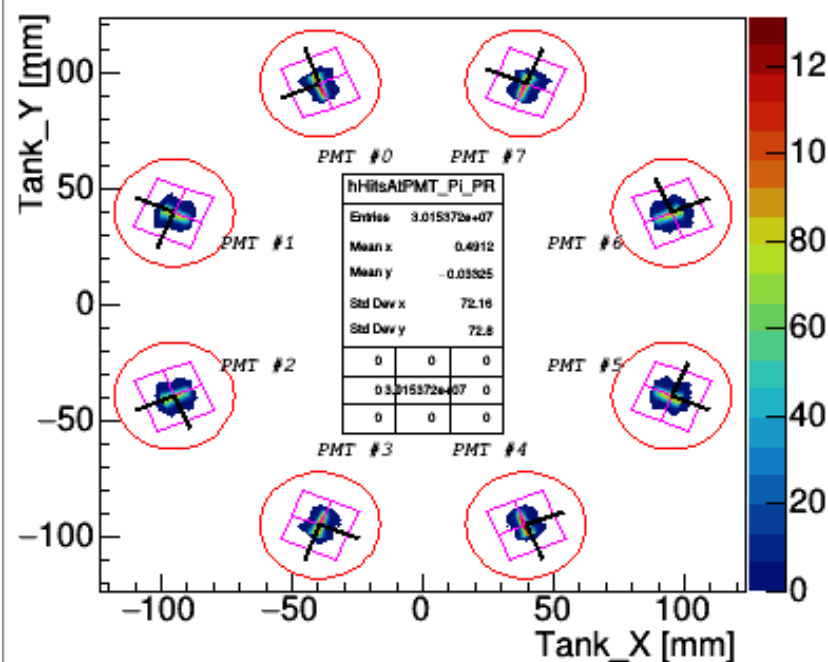 Tank_Y [mm]
100
50
0
−50
−100
−100
−50
0
50
100
Tank_X [mm]
PMT #0
PMT #7
PMT #1
PMT #6
PMT #2
PMT #5
PMT #3
PMT #4
hHitsAtPMT_Pi_PR
Entries 3.015372e+07
Mean x 0.4912
Mean y −0.03325
Std Dev x 72.16
Std Dev y 72.8
0 0 0
0 3.015372e+07 0
0 0 0
12
10
80
60
40
20
0